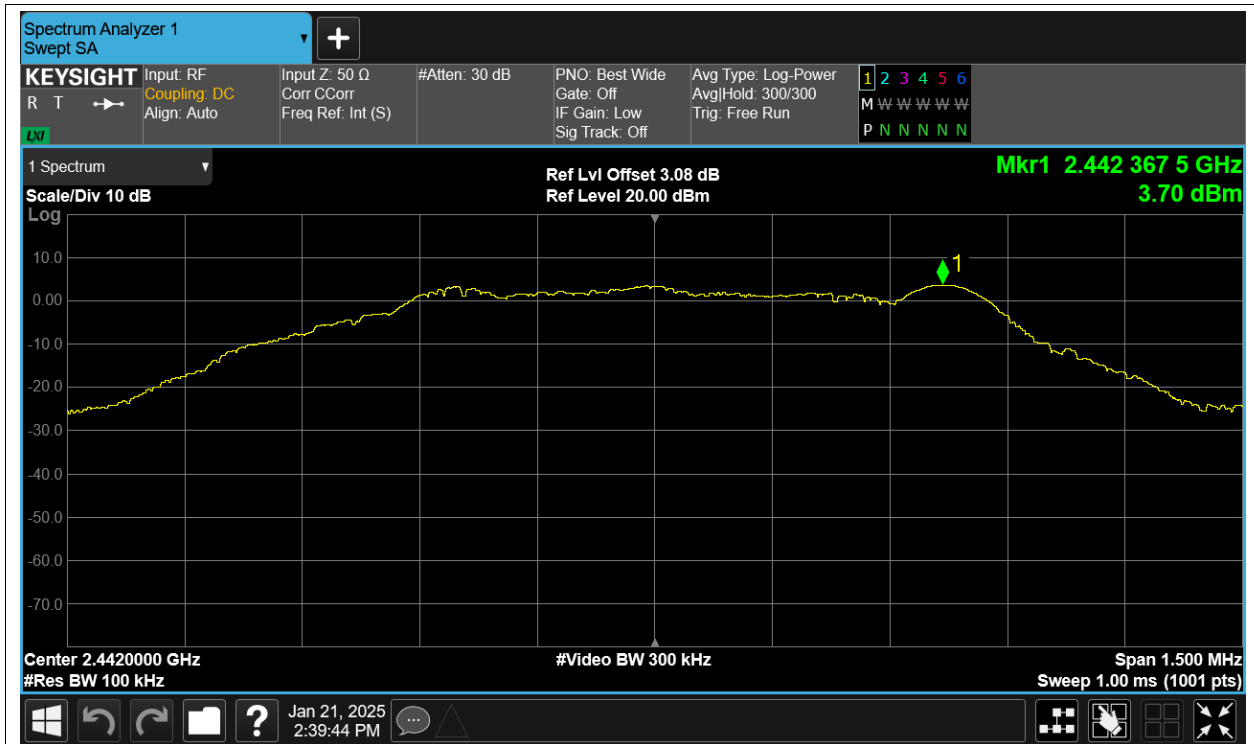 Spectrum Analyzer 1
Swept SA
KEYSIGHT
R T
LXI
Input: RF
Coupling: DC
Align: Auto
Input Z: 50 Ω
Corr CCorr
Freq Ref: Int (S)
#Atten: 30 dB
PNO: Best Wide
Gate: Off
IF Gain: Low
Sig Track: Off
Avg Type: Log-Power
Avg|Hold: 300/300
Trig: Free Run
1 2 3 4 5 6
M W W W W W
P N N N N N
1 Spectrum
Scale/Div 10 dB
Log
Ref Lvl Offset 3.08 dB
Ref Level 20.00 dBm
Mkr1 2.442 367 5 GHz
3.70 dBm
1
10.0
0.00
-10.0
-20.0
-30.0
-40.0
-50.0
-60.0
-70.0
Center 2.4420000 GHz
#Res BW 100 kHz
#Video BW 300 kHz
Span 1.500 MHz
Sweep 1.00 ms (1001 pts)
?
Jan 21, 2025
2:39:44 PM